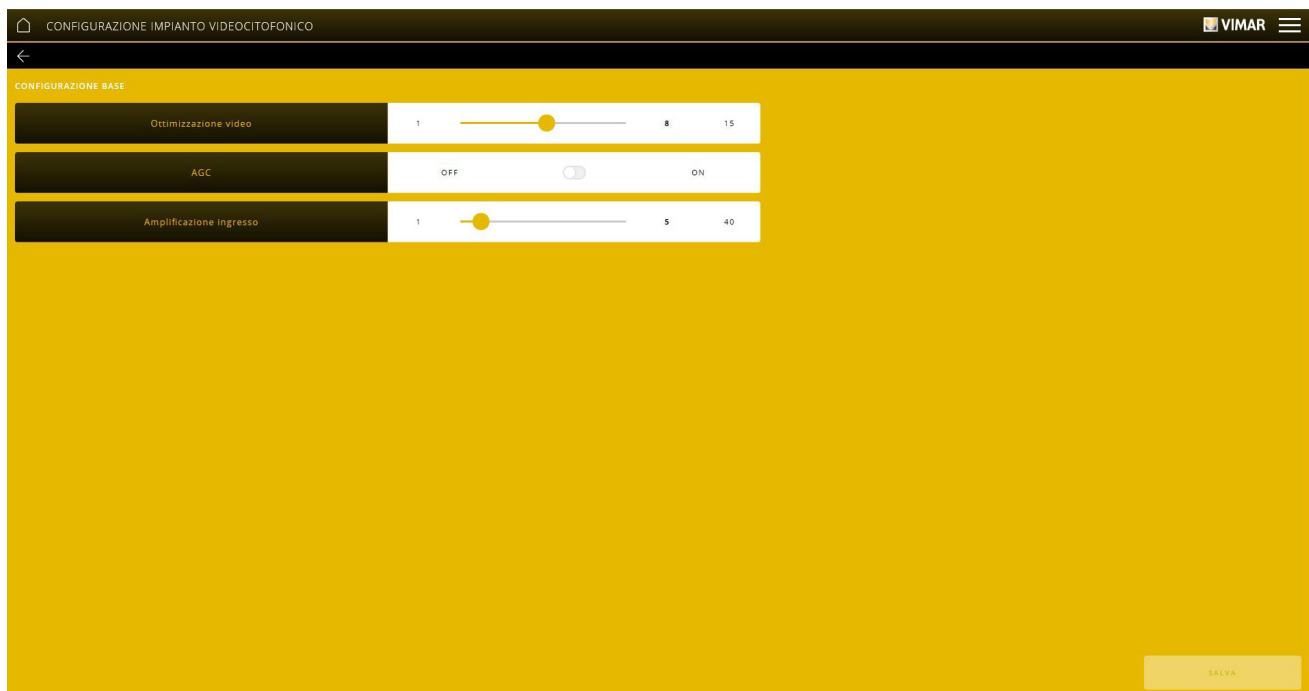 CONFIGURAZIONE IMPIANTO VIDEOCITOFONICO
VIMAR
CONFIGURAZIONE BASE
Ottimizzazione video 1 8 15
AGC OFF ON
Amplificazione ingresso 1 5 40
SALVA